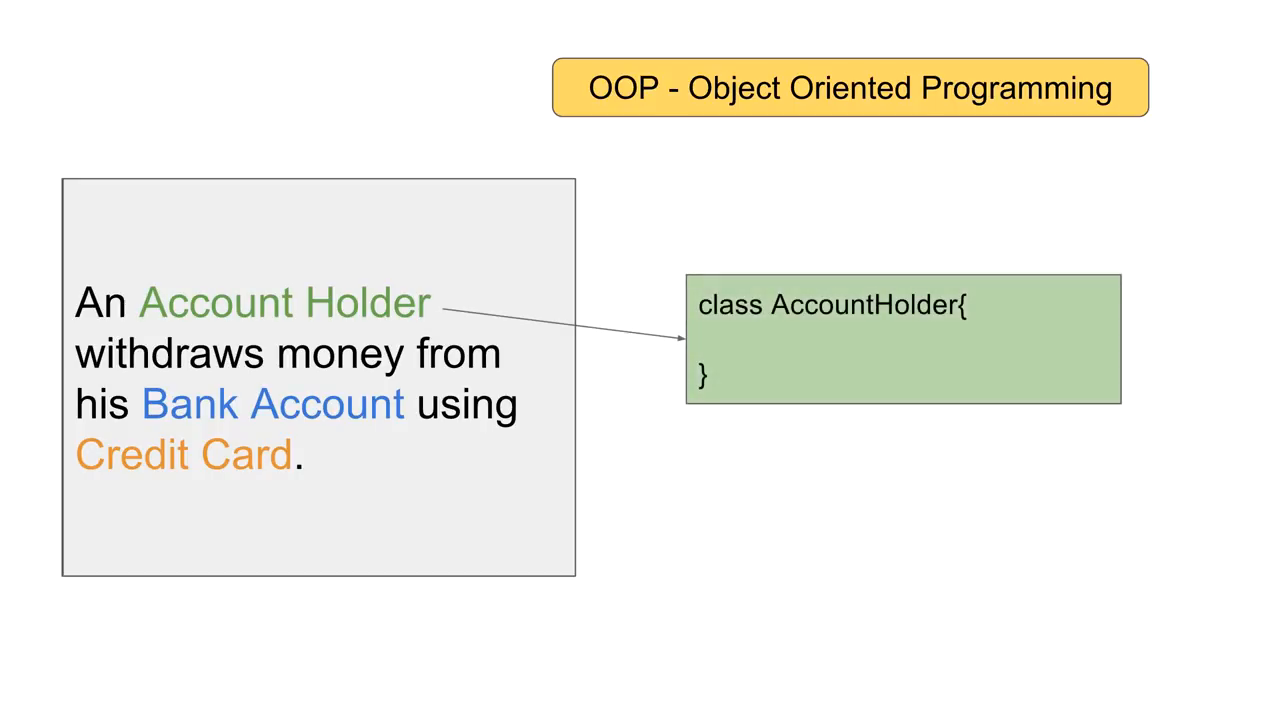 OOP - Object Oriented Programming
An Account Holder
withdraws money from
his Bank Account using
Credit Card.
class AccountHolder{
}